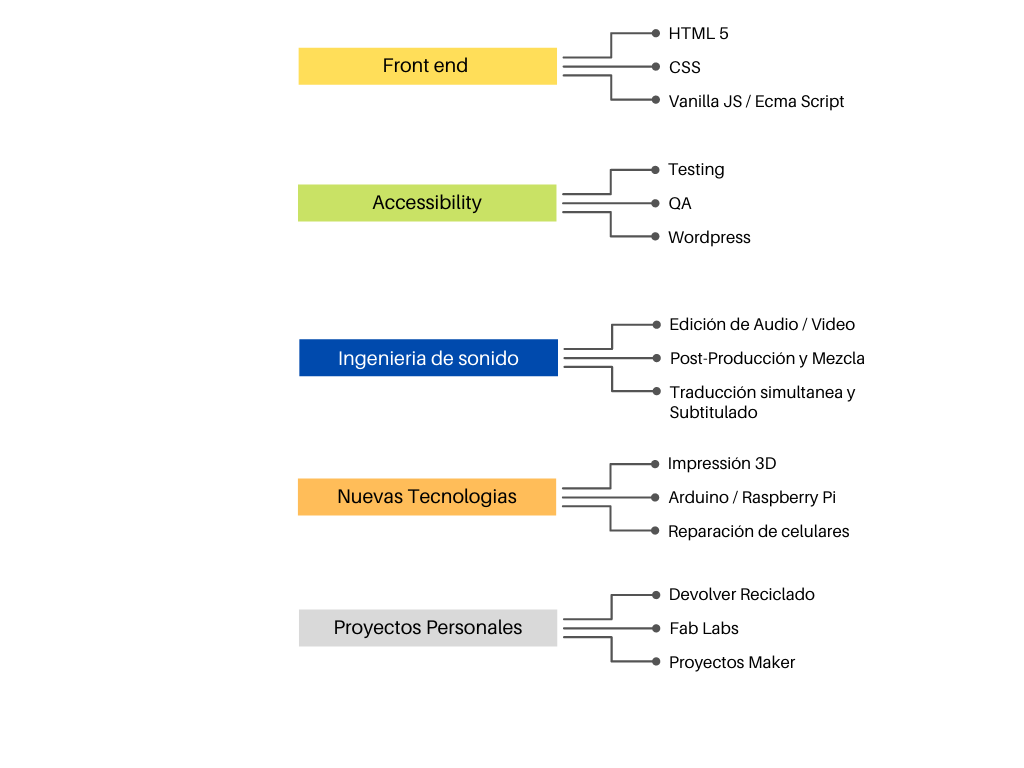 Front end
HTML 5
CSS
Vanilla JS / Ecma Script
Accessibility
Testing
QA
Wordpress
Ingenieria de sonido
Edición de Audio / Video
Post-Producción y Mezcla
Traducción simultanea y
Subtitulado
Nuevas Tecnologias
Impressión 3D
Arduino / Raspberry Pi
Reparación de celulares
Proyectos Personales
Devolver Reciclado
Fab Labs
Proyectos Maker